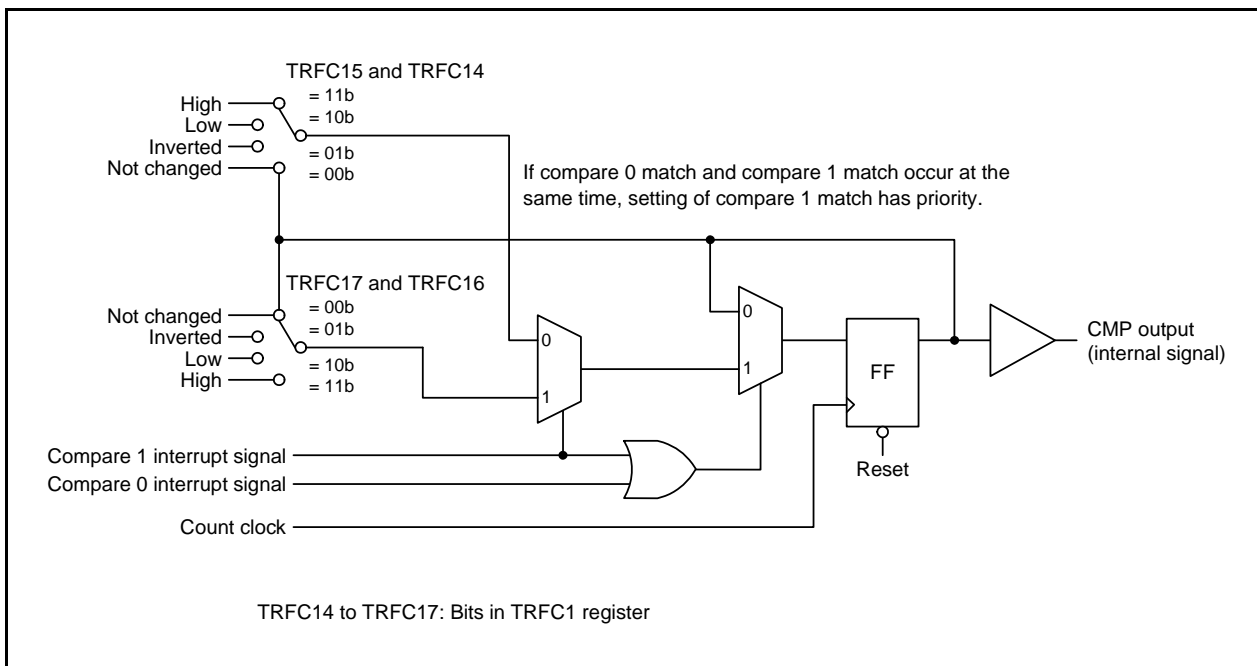 TRFC15 and TRFC14
= 11b
High
= 10b
Low
Inverted
= 01b
Not changed
= 00b
If compare 0 match and compare 1 match occur at the
same time, setting of compare 1 match has priority.
TRFC17 and TRFC16
= 00b
Not changed
= 01b
Inverted
Low
= 10b
High
= 11b
0
1
0
1
FF
CMP output
(internal signal)
Reset
Compare 1 interrupt signal
Compare 0 interrupt signal
Count clock
TRFC14 to TRFC17: Bits in TRFC1 register